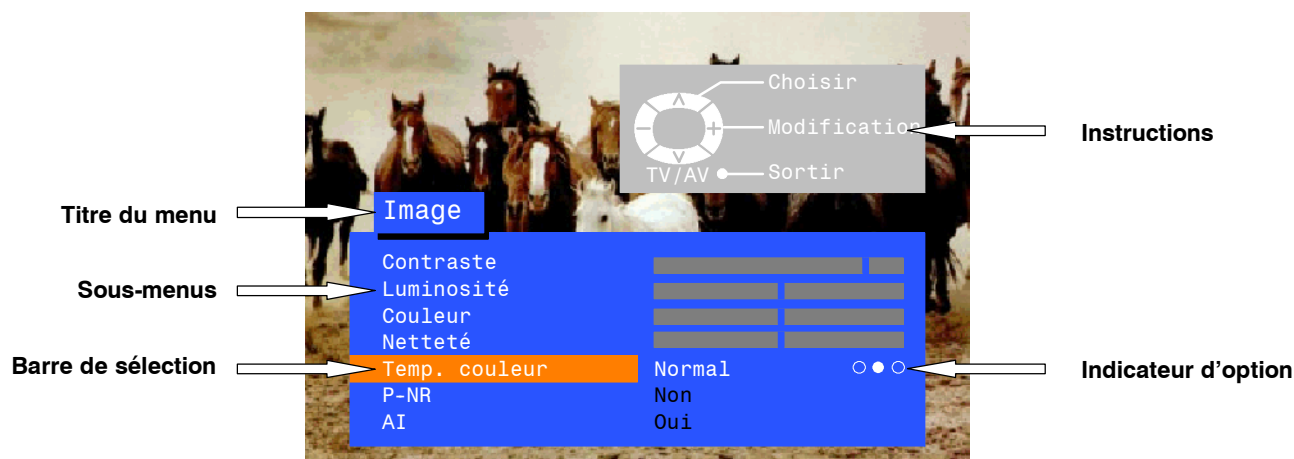 Choisir
Modification
TV/AV Sortir
Instructions
Titre du menu
Image
Contraste
Sous-menus
Luminosité
Couleur
Netteté
Barre de sélection
Temp. couleur Normal
Indicateur d’option
P-NR Non
AI Oui